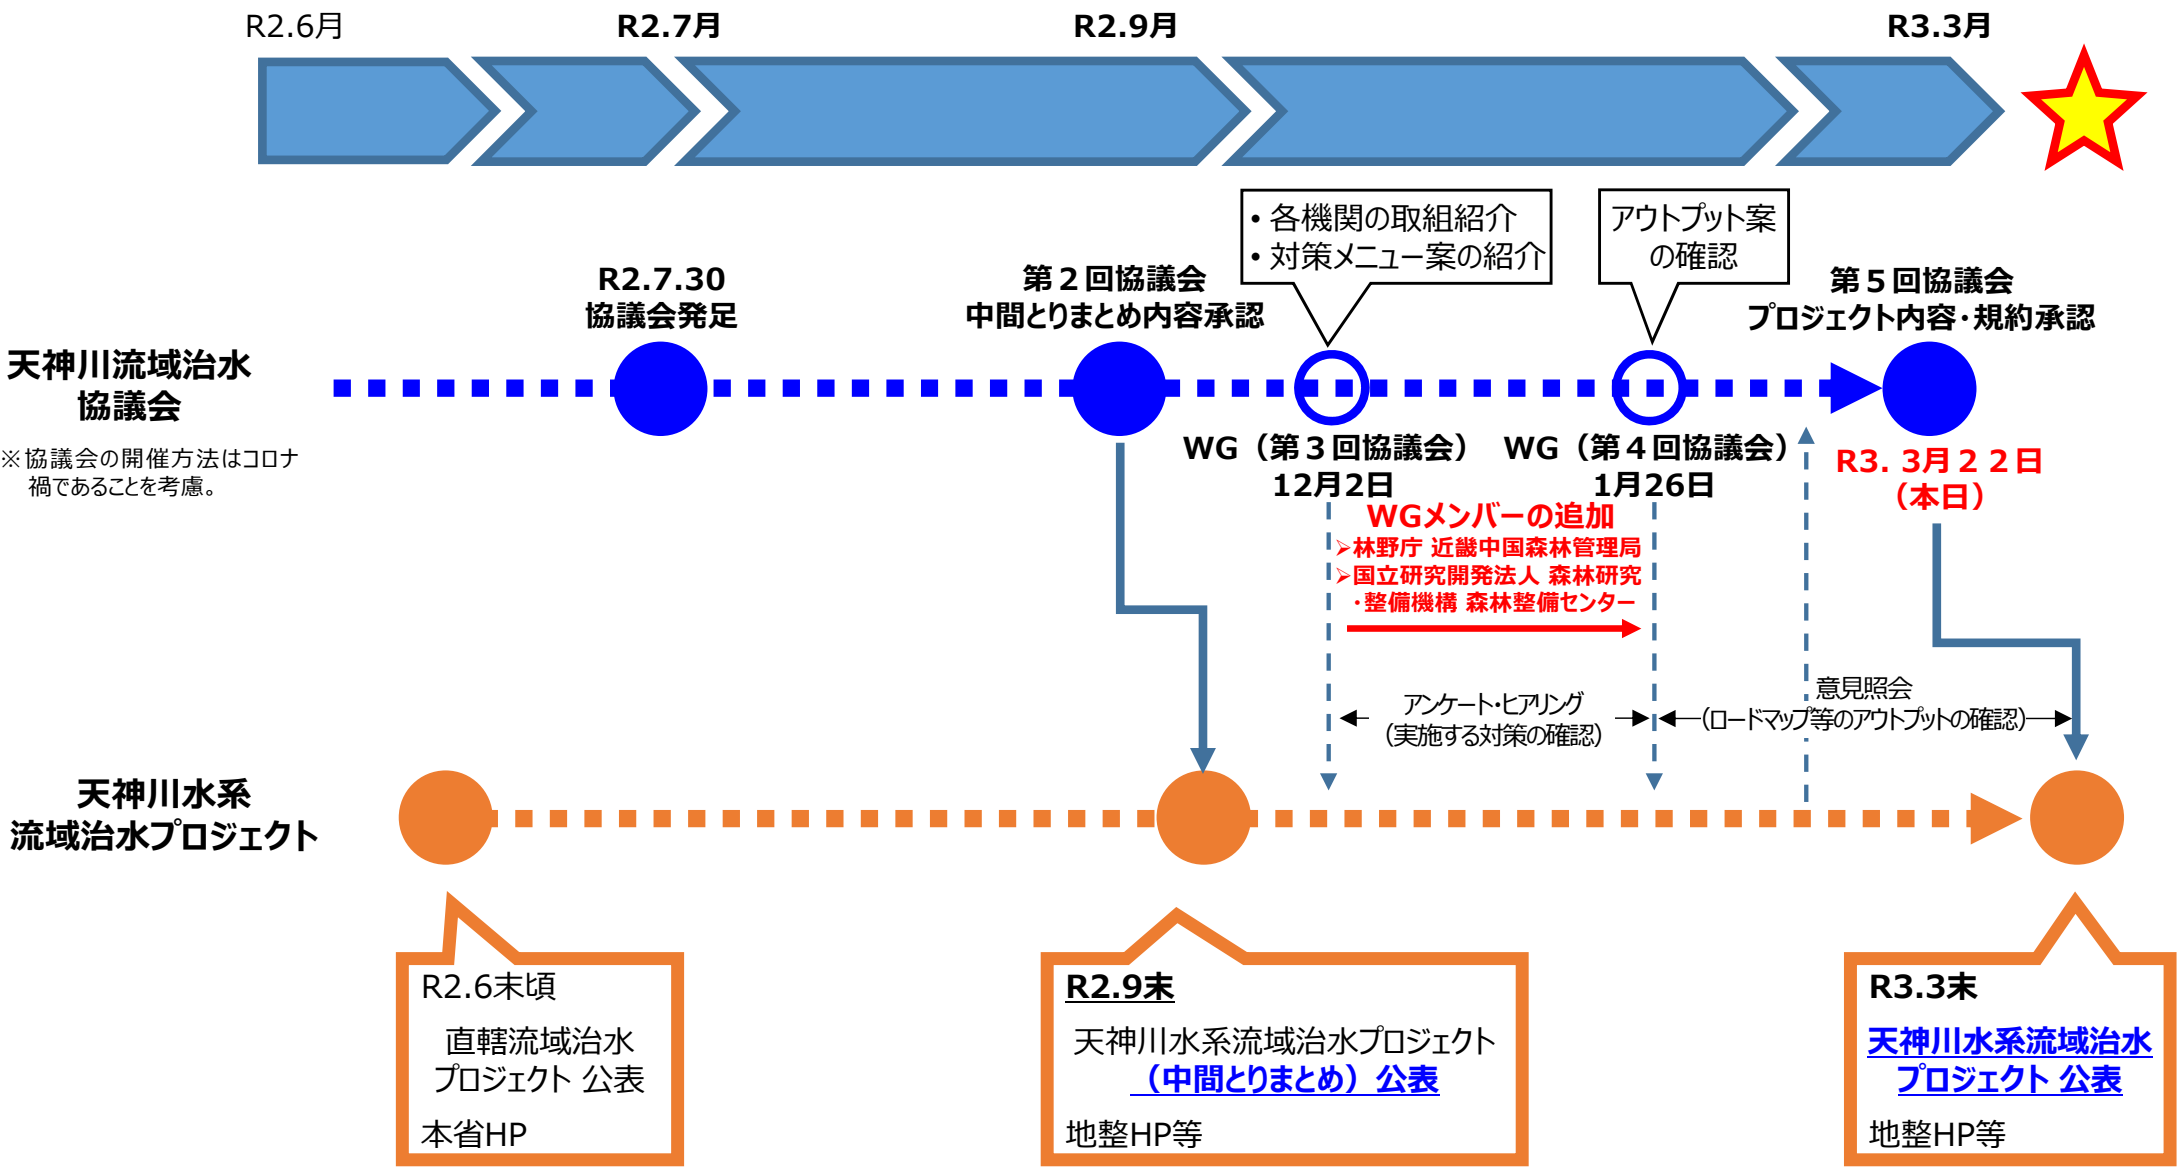 R2.6月
R2.7月
R2.9月
R3.3月
• 各機関の取組紹介
• 対策メニュー案の紹介
アウトプット案
の確認
R2.7.30
協議会発足
第２回協議会
中間とりまとめ内容承認
第５回協議会
プロジェクト内容・規約承認
天神川流域治水
協議会
※協議会の開催方法はコロナ
禍であることを考慮。
WG（第３回協議会）
12月2日
WG（第４回協議会）
1月26日
R3. 3月２２日
（本日）
WGメンバーの追加
➢林野庁 近畿中国森林管理局
➢国立研究開発法人 森林研究
・整備機構 森林整備センター
アンケート・ヒアリング
（実施する対策の確認）
意見照会
（ロードマップ等のアウトプットの確認）
天神川水系
流域治水プロジェクト
R2.6末頃
直轄流域治水
プロジェクト 公表
本省HP
R2.9末
天神川水系流域治水プロジェクト
（中間とりまとめ）公表
地整HP等
R3.3末
天神川水系流域治水
プロジェクト 公表
地整HP等